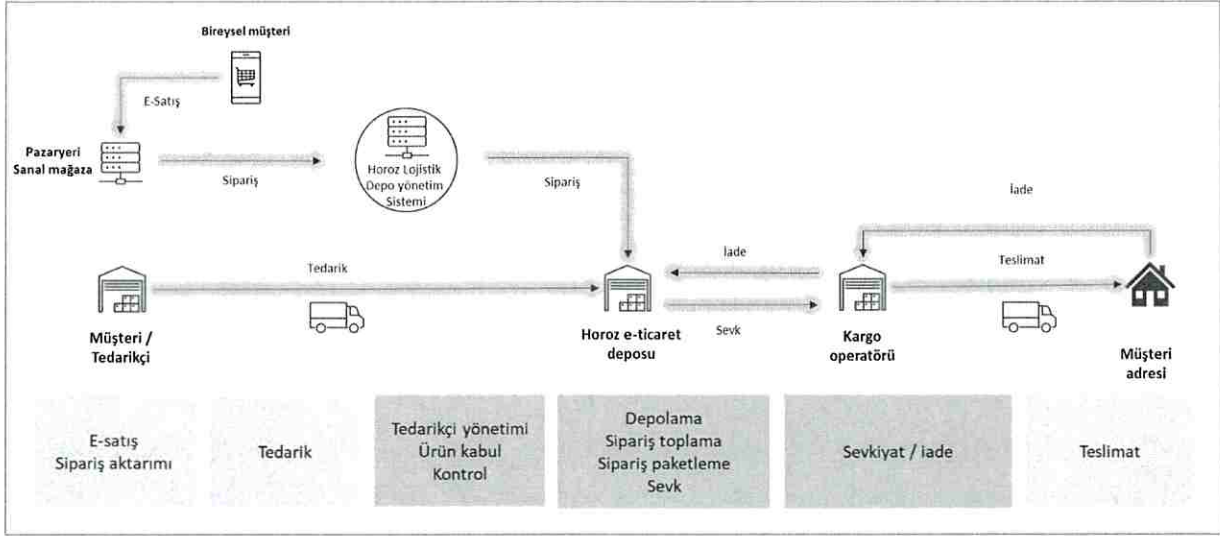 Bireysel müşteri
E-Satış
Pazaryeri
Sanal mağaza
Sipariş
Horoz Lojistik
Depo yönetim
Sistemi
Sipariş
İade
Tedarik
İade
Teslimat
Sevk
Müşteri /
Tedarikçi
Horoz e-ticaret
deposu
Kargo
operatörü
Müşteri
adresi
E-satış
Sipariş aktarımı
Tedarik
Tedarikçi yönetimi
Ürün kabul
Kontrol
Depolama
Sipariş toplama
Sipariş paketleme
Sevk
Sevkiyat / iade
Teslimat